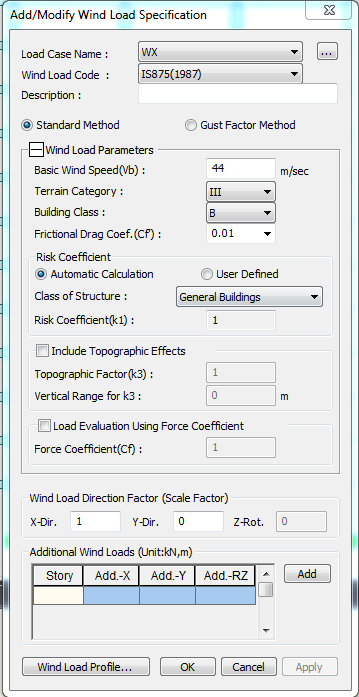 Add/Modify Wind Load Specification
Load Case Name : WX ...
Wind Load Code : IS875(1987)
Description :
Standard Method Gust Factor Method
Wind Load Parameters
Basic Wind Speed(Vb) : 44 m/sec
Terrain Category : III
Building Class : B
Frictional Drag Coef.(Cf') : 0.01
Risk Coefficient
Automatic Calculation User Defined
Class of Structure : General Buildings
Risk Coefficient(k1) : 1
Include Topographic Effects
Topographic Factor(k3) : 1
Vertical Range for k3 : 0 m
Load Evaluation Using Force Coefficient
Force Coefficient(Cf) : 1
Wind Load Direction Factor (Scale Factor)
X-Dir. 1 Y-Dir. 0 Z-Rot. 0
Additional Wind Loads (Unit:kN,m)
Story Add.-X Add.-Y Add.-RZ Add
Wind Load Profile... OK Cancel Apply